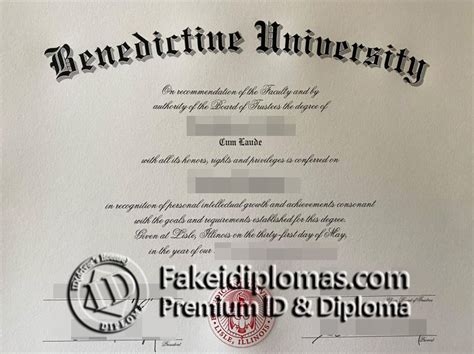 Benedictine University
On recommendation of the Faculty and by
authority of the Board of Trustees the degree of
Cum Laude
with all its honors, rights and privileges is conferred on
in recognition of personal intellectual growth and achievements consonant
with the goals and requirements established for this degree.
Given at Lisle, Illinois on the thirty-first day of May,
in the year of our
Fakeidiplomas.com
Premium ID & Diploma
LISLE, ILLINOIS
President